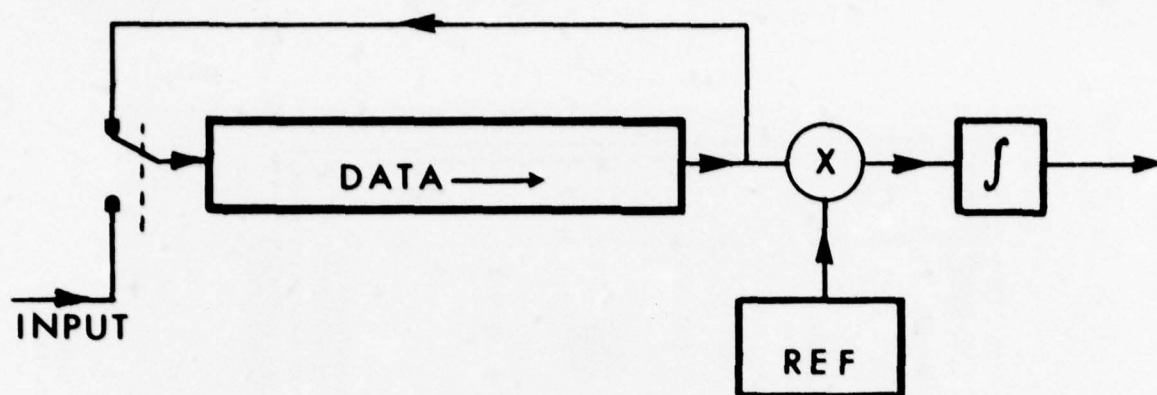 DATA
X
∫
INPUT
REF